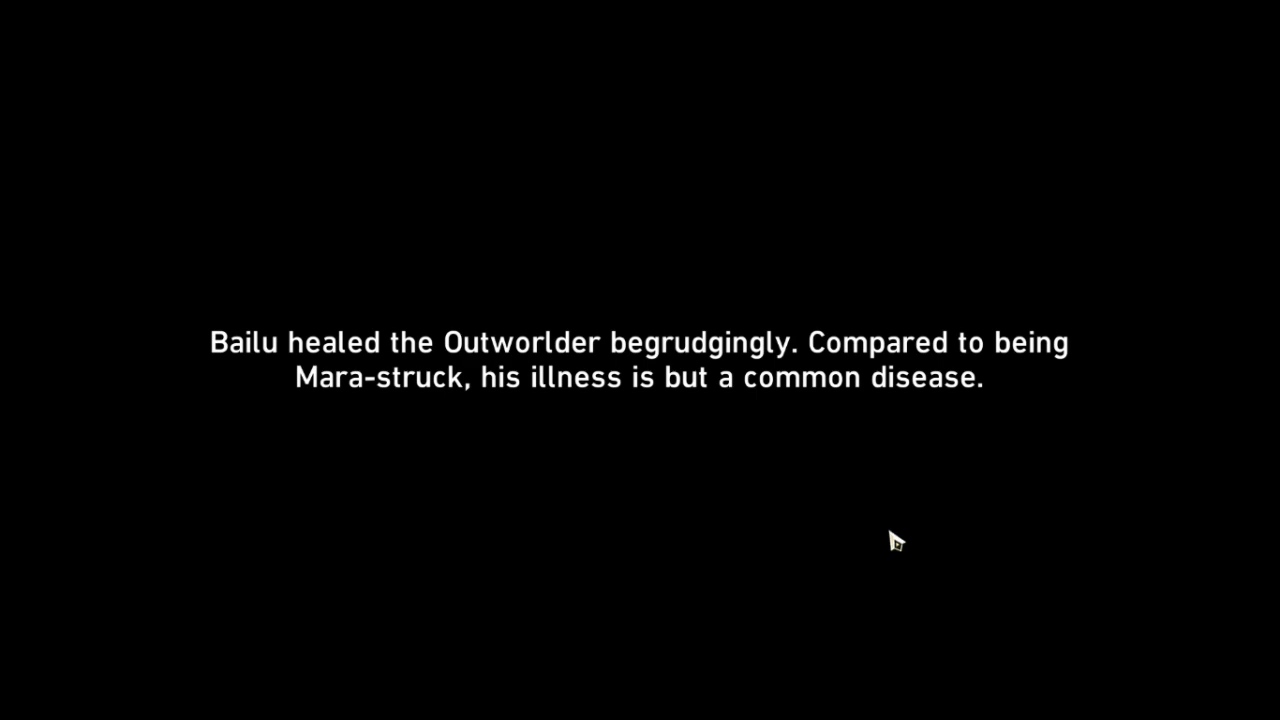 Bailu healed the Outworlder begrudgingly. Compared to being
Mara-struck, his illness is but a common disease.